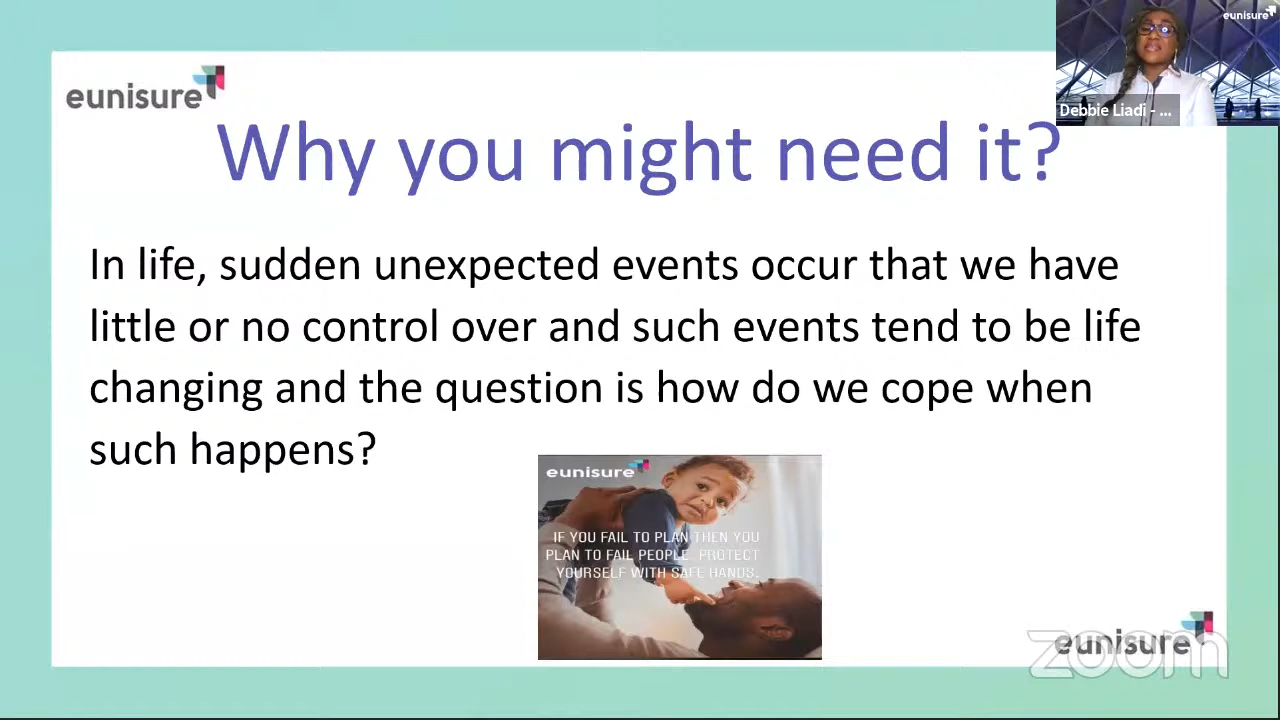 eunisure
eunisure
Debbie Liadi - ...
Why you might need it?
In life, sudden unexpected events occur that we have
little or no control over and such events tend to be life
changing and the question is how do we cope when
such happens?
eunisure
IF YOU FAIL TO PLAN THEN YOU
PLAN TO FAIL PEOPLE. PROTECT
YOURSELF WITH SAFE HANDS.
eunisure
zoom